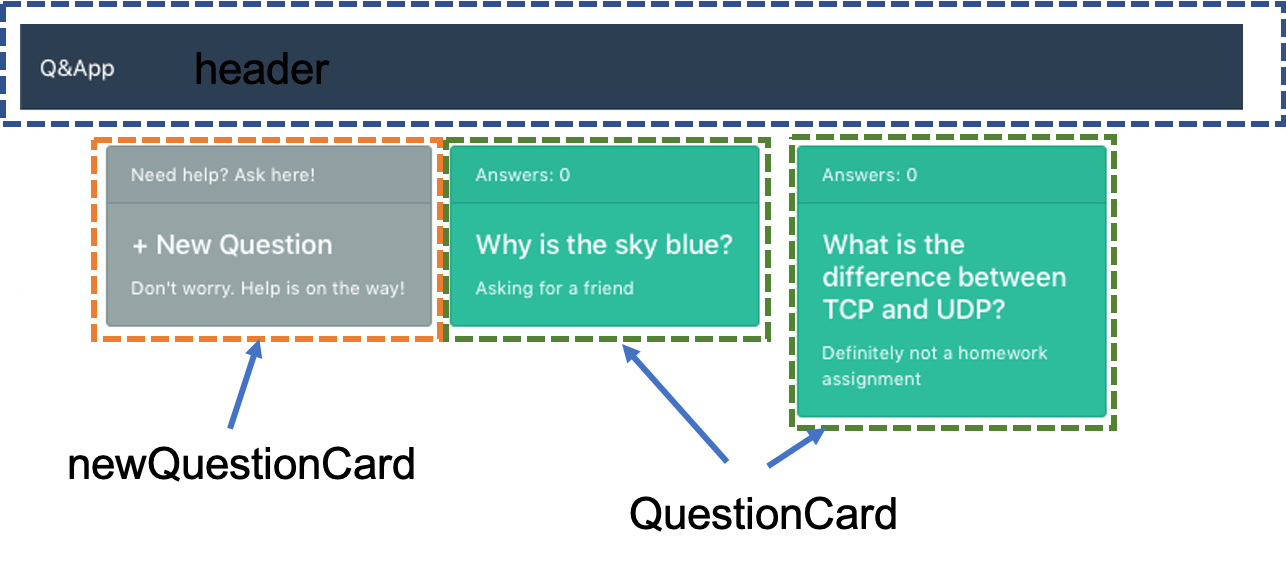 Q&App
header
Need help? Ask here!
+ New Question
Don't worry. Help is on the way!
Answers: 0
Why is the sky blue?
Asking for a friend
Answers: 0
What is the
difference between
TCP and UDP?
Definitely not a homework
assignment
newQuestionCard
QuestionCard